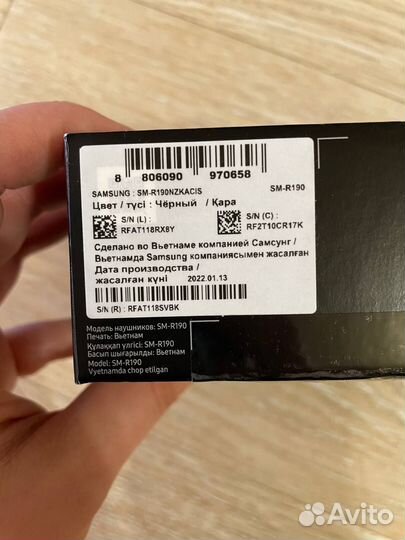 8 806090 970658
SAMSUNG : SM-R190NZKACIS SM-R190
Цвет / түсі : Чёрный / Қара
S/N (L) : S/N (C) :
RFAT118RX8Y RF2T10CR17K
Сделано во Вьетнаме компанией Самсунг /
Вьетнамда Samsung компаниясымен жасалған
Дата производства /
жасалған күні 2022.01.13
S/N (R) : RFAT118SVBK
Модель наушников: SM-R190
Печать: Вьетнам
Құлаққап үлгісі: SM-R190
Басып шығарылды: Вьетнам
Model: SM-R190
Vyetnamda chop etilgan
Avito